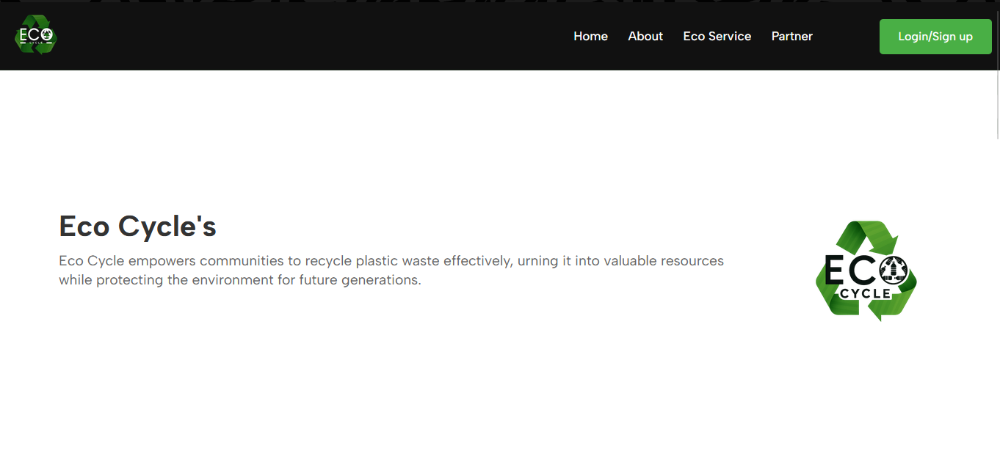 ECO
CYCLE
Home About Eco Service Partner Login/Sign up
Eco Cycle's
Eco Cycle empowers communities to recycle plastic waste effectively, urning it into valuable resources
while protecting the environment for future generations.
ECO
CYCLE